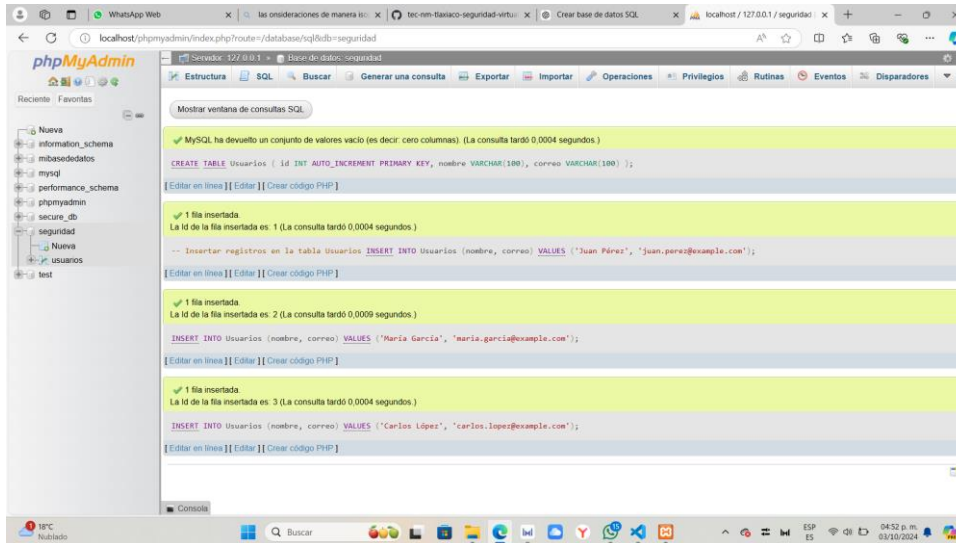 WhatsApp Web
las onsideraciones de manera iso
tec-nm-tlaxiaco-seguridad-virtu
Crear base de datos SQL
localhost / 127.0.0.1 / seguridad
localhost/phpmyadmin/index.php?route=/database/sql&db=seguridad
phpMyAdmin
Reciente Favoritas
Nueva
information_schema
mibasededatos
mysql
performance_schema
phpmyadmin
secure_db
seguridad
Nueva
usuarios
test
Servidor: 127.0.0.1 » Base de datos: seguridad
Estructura SQL Buscar Generar una consulta Exportar Importar Operaciones Privilegios Rutinas Eventos Disparadores
Mostrar ventana de consultas SQL
MySQL ha devuelto un conjunto de valores vacío (es decir: cero columnas). (La consulta tardó 0,0004 segundos.)
CREATE TABLE Usuarios ( id INT AUTO_INCREMENT PRIMARY KEY, nombre VARCHAR(100), correo VARCHAR(100) );
[ Editar en línea ] [ Editar ] [ Crear código PHP ]
1 fila insertada.
La Id de la fila insertada es: 1 (La consulta tardó 0,0004 segundos.)
-- Insertar registros en la tabla Usuarios INSERT INTO Usuarios (nombre, correo) VALUES ('Juan Pérez', 'juan.perez@example.com');
[ Editar en línea ] [ Editar ] [ Crear código PHP ]
1 fila insertada.
La Id de la fila insertada es: 2 (La consulta tardó 0,0009 segundos.)
INSERT INTO Usuarios (nombre, correo) VALUES ('María García', 'maria.garcia@example.com');
[ Editar en línea ] [ Editar ] [ Crear código PHP ]
1 fila insertada.
La Id de la fila insertada es: 3 (La consulta tardó 0,0004 segundos.)
INSERT INTO Usuarios (nombre, correo) VALUES ('Carlos López', 'carlos.lopez@example.com');
[ Editar en línea ] [ Editar ] [ Crear código PHP ]
Consola
18°C
Nublado
Buscar
ESP
ES
04:52 p. m.
03/10/2024